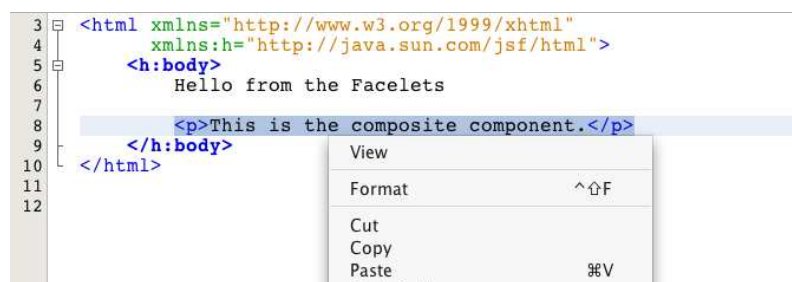 3 <html xmlns="http://www.w3.org/1999/xhtml"
4 xmlns:h="http://java.sun.com/jsf/html">
5 <h:body>
6 Hello from the Facelets
7
8 <p>This is the composite component.</p>
9 </h:body>
10 </html>
11
12
View
Format ^⇧F
Cut
Copy
Paste ⌘V